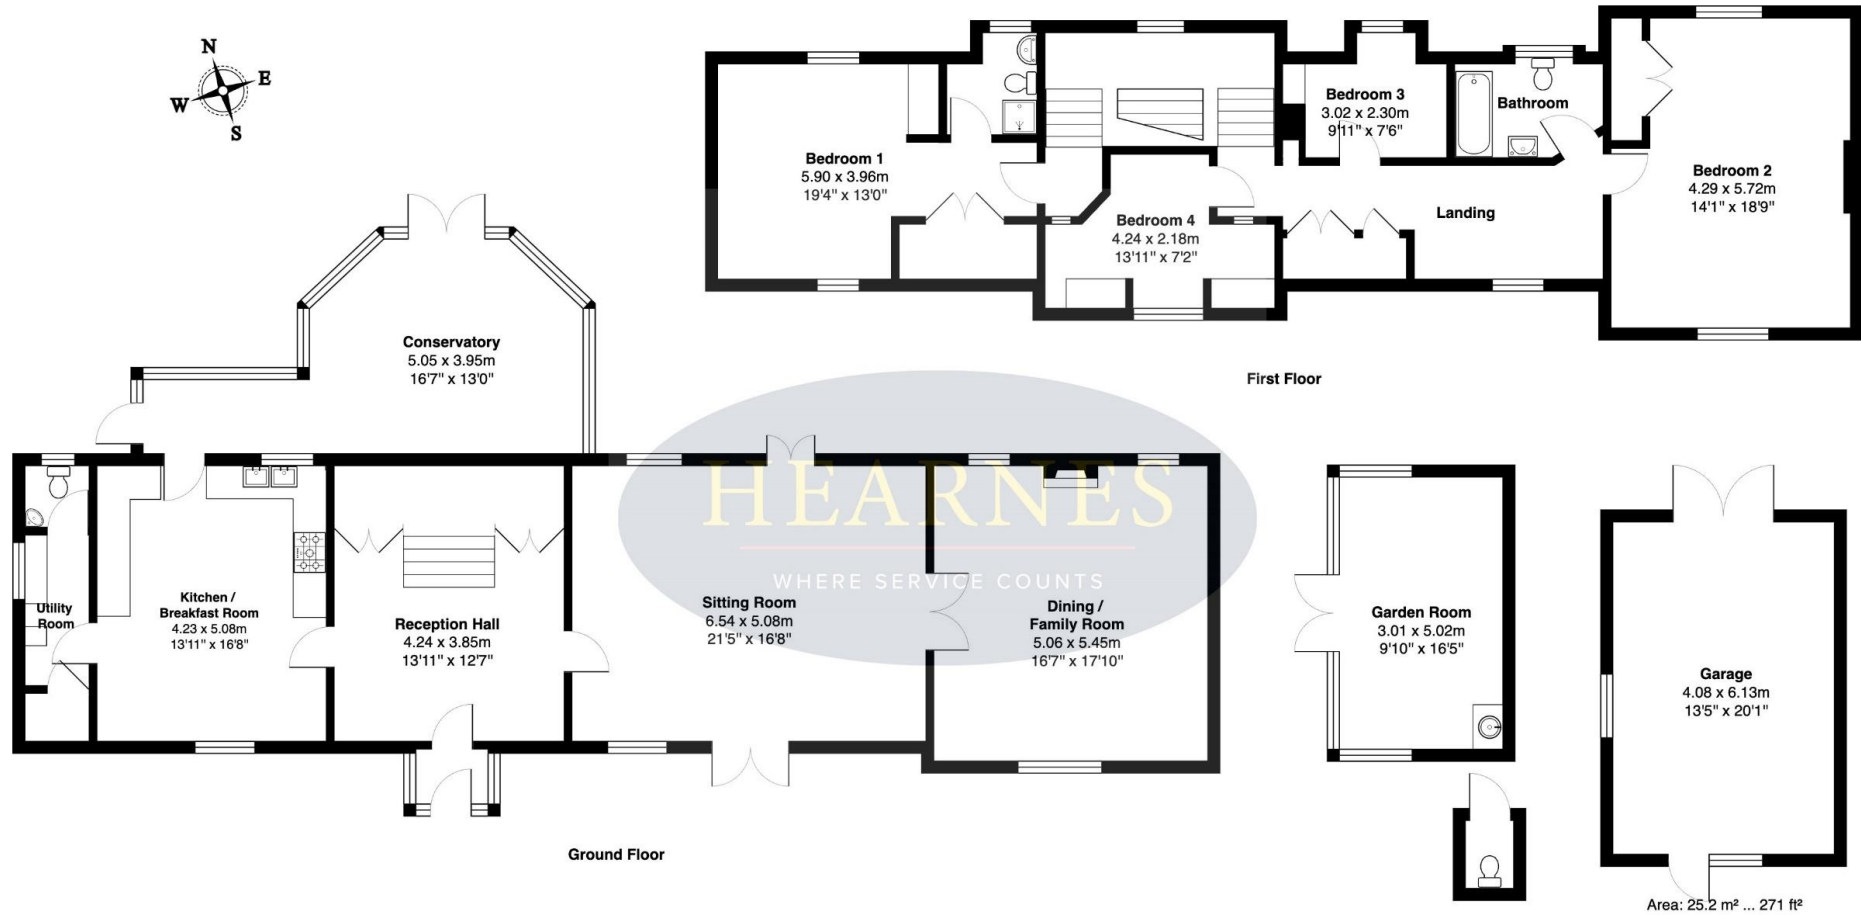 N
E
W
S
Bedroom 1
5.90 x 3.96m
19'4" x 13'0"
Bedroom 3
3.02 x 2.30m
9'11" x 7'6"
Bathroom
Bedroom 2
4.29 x 5.72m
14'1" x 18'9"
Bedroom 4
4.24 x 2.18m
13'11" x 7'2"
Landing
First Floor
Conservatory
5.05 x 3.95m
16'7" x 13'0"
HEARNES
WHERE SERVICE COUNTS
Utility
Room
Kitchen /
Breakfast Room
4.23 x 5.08m
13'11" x 16'8"
Reception Hall
4.24 x 3.85m
13'11" x 12'7"
Sitting Room
6.54 x 5.08m
21'5" x 16'8"
Dining /
Family Room
5.06 x 5.45m
16'7" x 17'10"
Garden Room
3.01 x 5.02m
9'10" x 16'5"
Garage
4.08 x 6.13m
13'5" x 20'1"
Ground Floor
Area: 25.2 m² ... 271 ft²